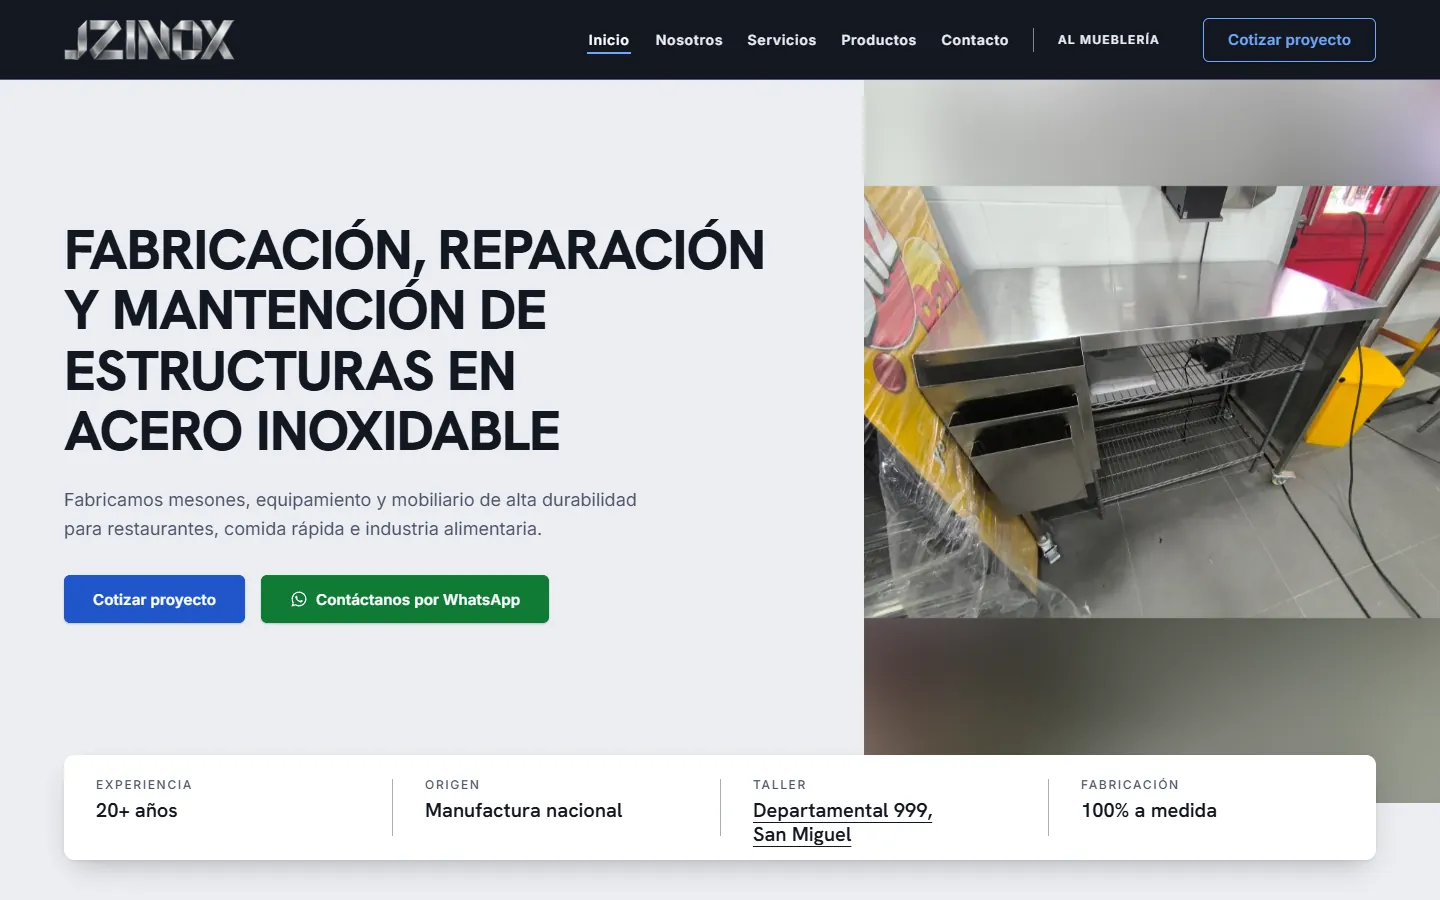 JZINOX
Inicio
Nosotros
Servicios
Productos
Contacto
AL MUEBLERÍA
Cotizar proyecto
FABRICACIÓN, REPARACIÓN
Y MANTENCIÓN DE
ESTRUCTURAS EN
ACERO INOXIDABLE
Fabricamos mesones, equipamiento y mobiliario de alta durabilidad
para restaurantes, comida rápida e industria alimentaria.
Cotizar proyecto
Contáctanos por WhatsApp
EXPERIENCIA
20+ años
ORIGEN
Manufactura nacional
TALLER
Departamental 999,
San Miguel
FABRICACIÓN
100% a medida